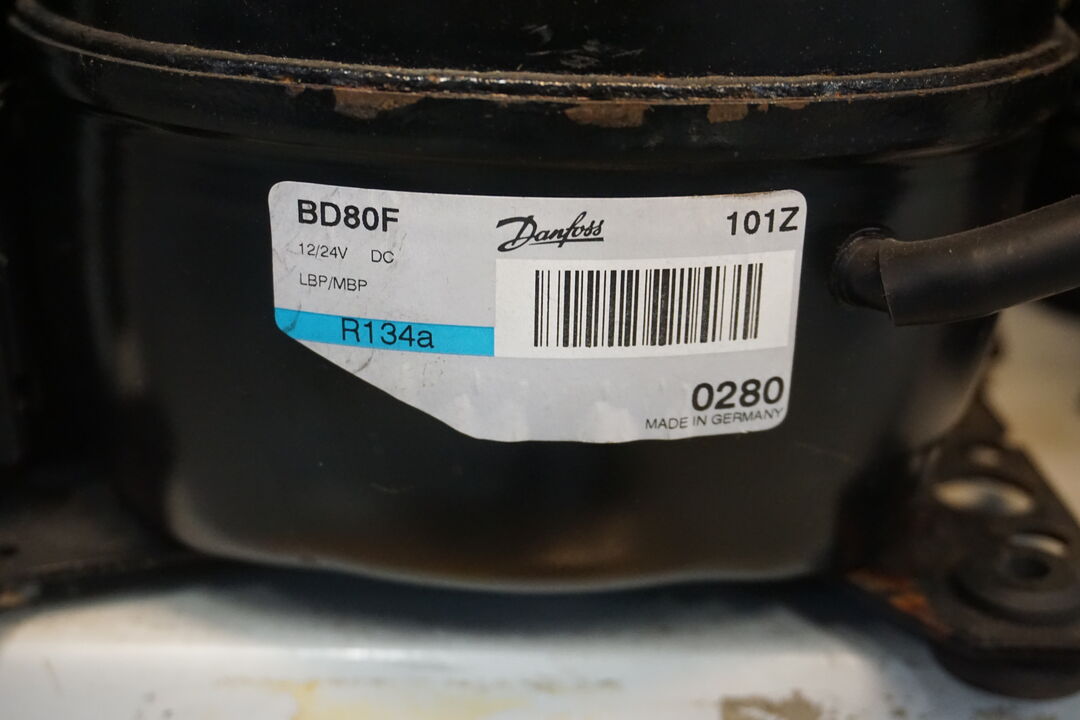 BD80F
12/24V DC
LBP/MBP
R134a
Danfoss
101Z
0280
MADE IN GERMANY